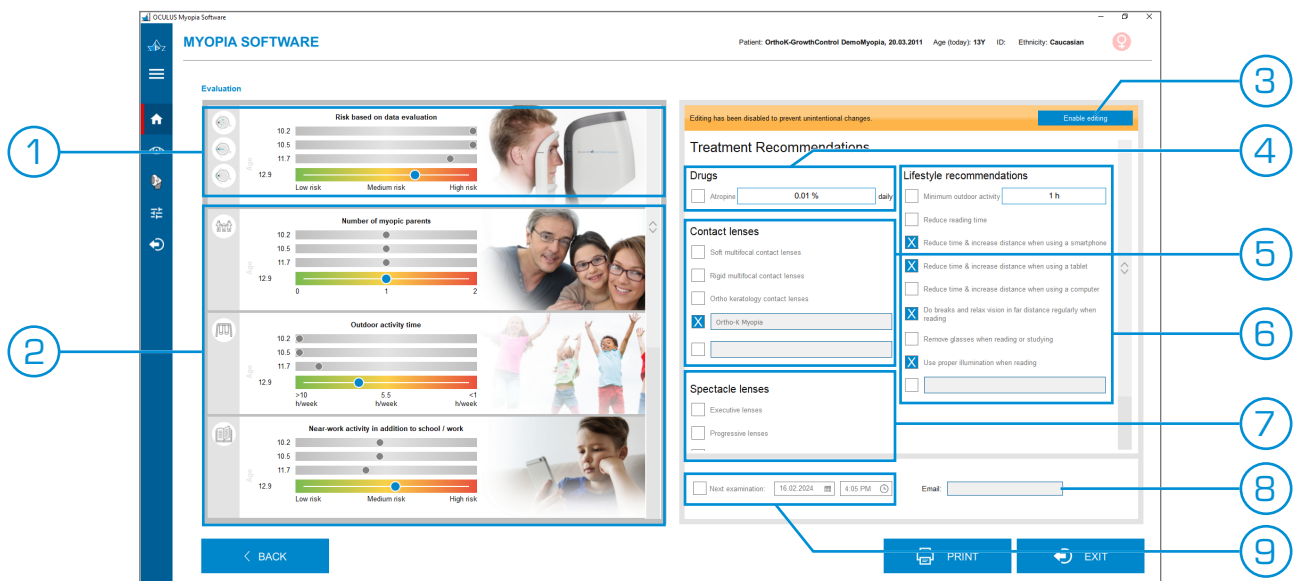 OCULUS Myopia Software
MYOPIA SOFTWARE
Patient: OrthoK-GrowthControl DemoMyopia, 20.03.2011 Age (today): 13Y ID: Ethnicity: Caucasian
Evaluation
Risk based on data evaluation
10.2
10.5
11.7
Age
12.9
Low risk Medium risk High risk
Number of myopic parents
10.2
10.5
11.7
Age
12.9
0 1 2
Outdoor activity time
10.2
10.5
11.7
Age
12.9
>10 5.5 <1
h/week h/week h/week
Near-work activity in addition to school / work
10.2
10.5
11.7
Age
12.9
Low risk Medium risk High risk
Editing has been disabled to prevent unintentional changes. Enable editing
Treatment Recommendations
Drugs
Atropine 0.01 % daily
Contact lenses
Soft multifocal contact lenses
Rigid multifocal contact lenses
Ortho keratology contact lenses
X Ortho-K Myopia
Spectacle lenses
Executive lenses
Progressive lenses
Lifestyle recommendations
Minimum outdoor activity 1 h
Reduce reading time
X Reduce time & increase distance when using a smartphone
X Reduce time & increase distance when using a tablet
Reduce time & increase distance when using a computer
X Do breaks and relax vision in far distance regularly when
reading
Remove glasses when reading or studying
X Use proper illumination when reading
Next examination: 16.02.2024 4:05 PM Email:
< BACK PRINT EXIT
1
2
3
4
5
6
7
8
9